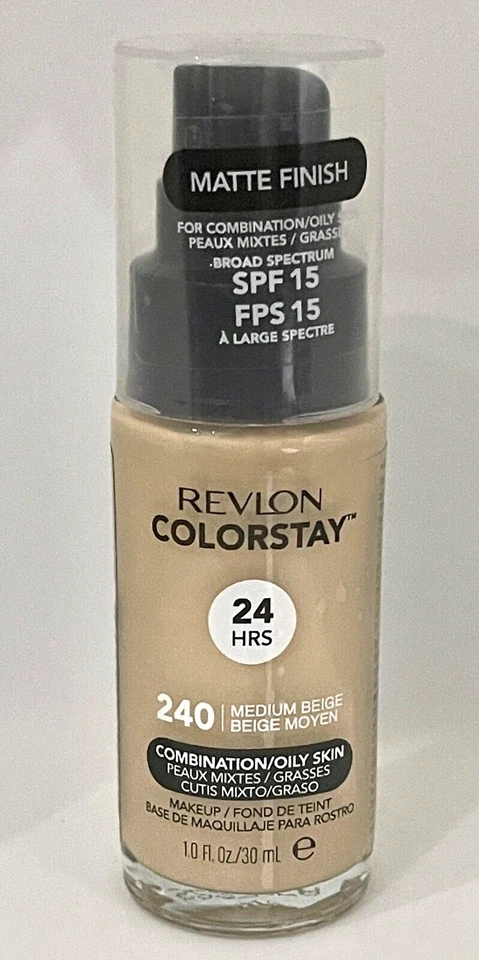 MATTE FINISH
FOR COMBINATION/OILY
PEAUX MIXTES / GRASS
BROAD SPECTRUM
SPF 15
FPS 15
À LARGE SPECTRE
REVLON
COLORSTAY™
24
HRS
240 | MEDIUM BEIGE
BEIGE MOYEN
COMBINATION/OILY SKIN
PEAUX MIXTES / GRASSES
CUTIS MIXTO/GRASO
MAKEUP / FOND DE TEINT
BASE DE MAQUILLAJE PARA ROSTRO
1.0 Fl. Oz./30 mL e